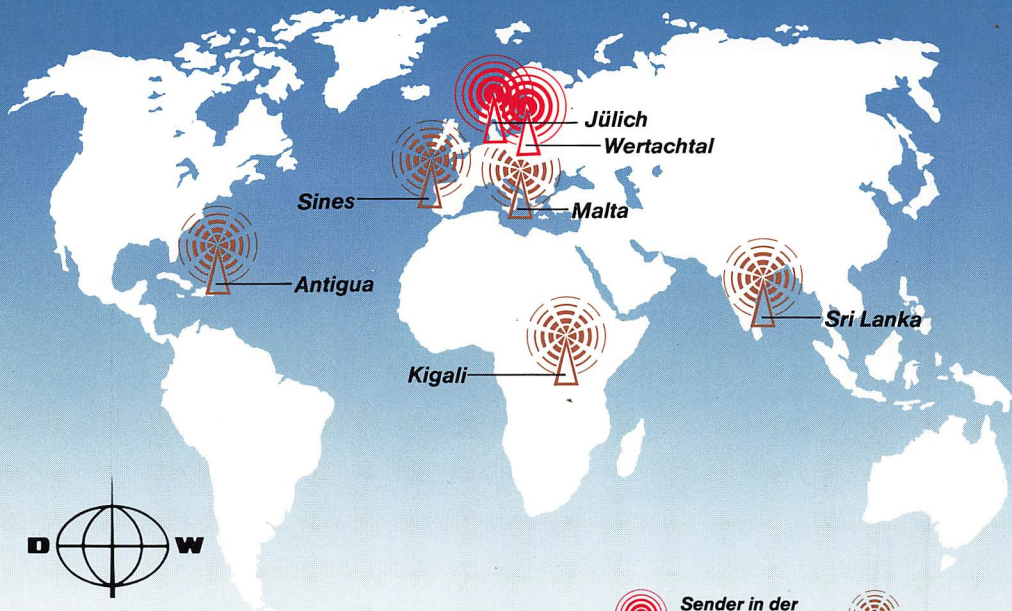 Jülich
Wertachtal
Sines
Malta
Antigua
Sri Lanka
Kigali
D W
Sender in der